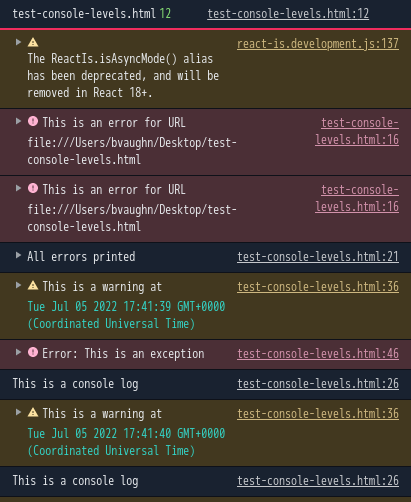 test-console-levels.html 12 test-console-levels.html:12
react-is.development.js:137
The ReactIs.isAsyncMode() alias
has been deprecated, and will be
removed in React 18+.
This is an error for URL test-console-
file:///Users/bvaughn/Desktop/test- levels.html:16
console-levels.html
This is an error for URL test-console-
file:///Users/bvaughn/Desktop/test- levels.html:16
console-levels.html
All errors printed test-console-levels.html:21
This is a warning at test-console-levels.html:36
Tue Jul 05 2022 17:41:39 GMT+0000
(Coordinated Universal Time)
Error: This is an exception test-console-levels.html:46
This is a console log test-console-levels.html:26
This is a warning at test-console-levels.html:36
Tue Jul 05 2022 17:41:40 GMT+0000
(Coordinated Universal Time)
This is a console log test-console-levels.html:26